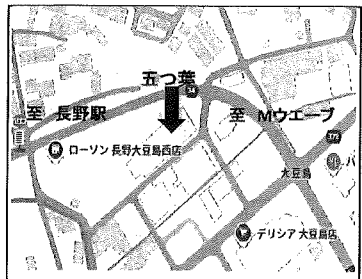 五つ葉
34
至 長野駅
至 Mウエーブ
ローソン 長野大豆島西店
大豆島
デリシア 大豆島店